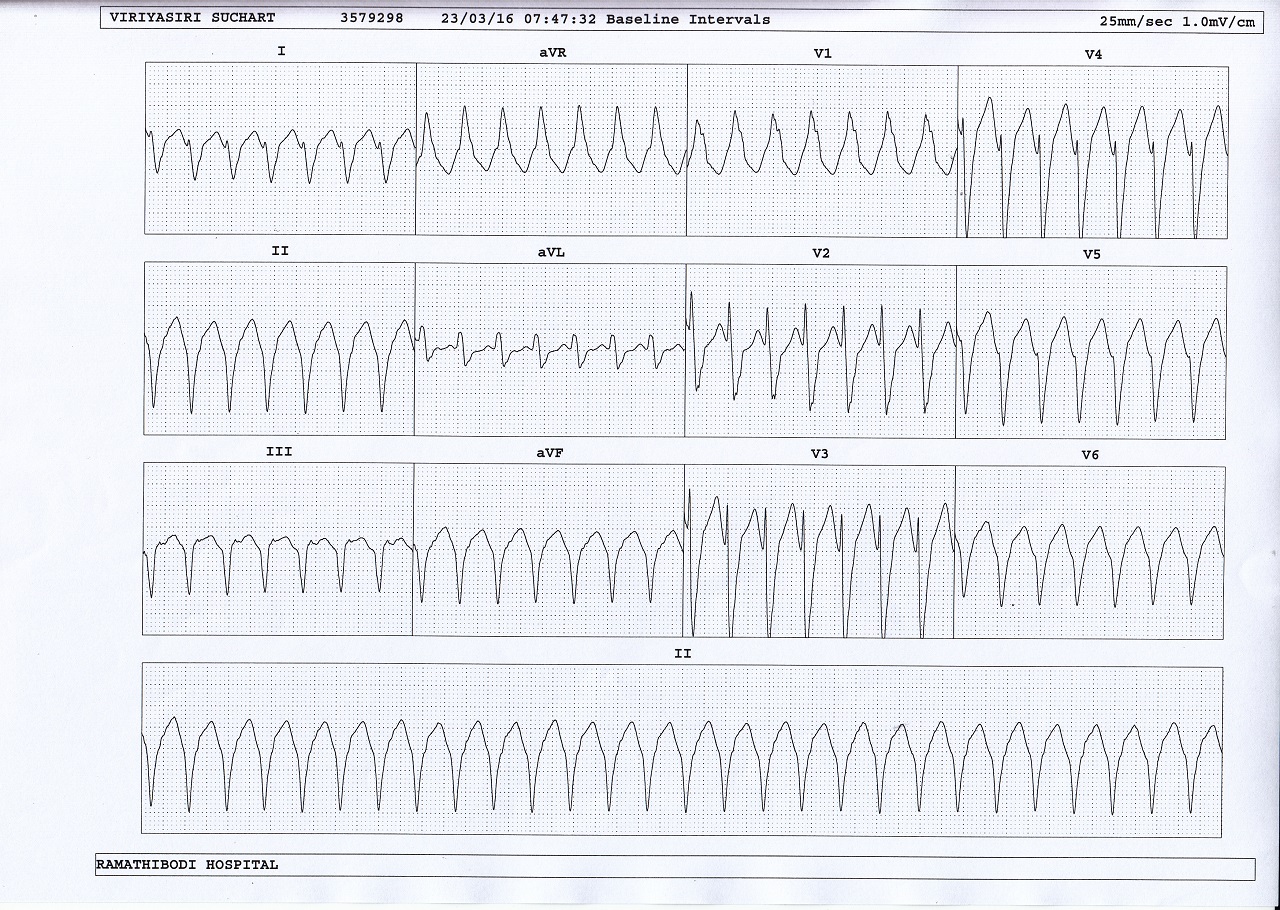 VIRIYASIRI SUCHART 3579298 23/03/16 07:47:32 Baseline Intervals 25mm/sec 1.0mV/cm
I aVR V1 V4
II aVL V2 V5
III aVF V3 V6
II
RAMATHIBODI HOSPITAL